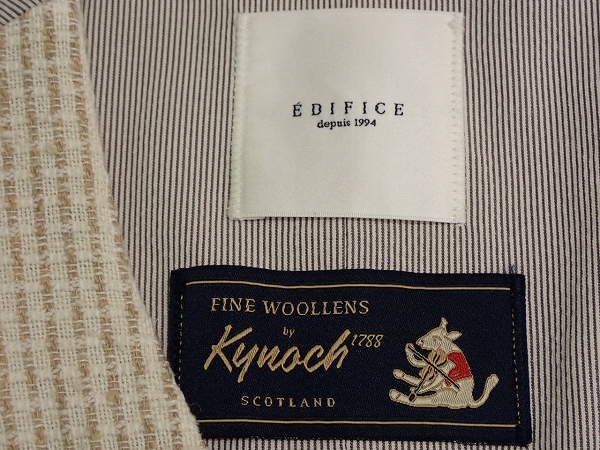 ÉDIFICE
depuis 1994
FINE WOOLLENS
by
Kynoch 1788
SCOTLAND